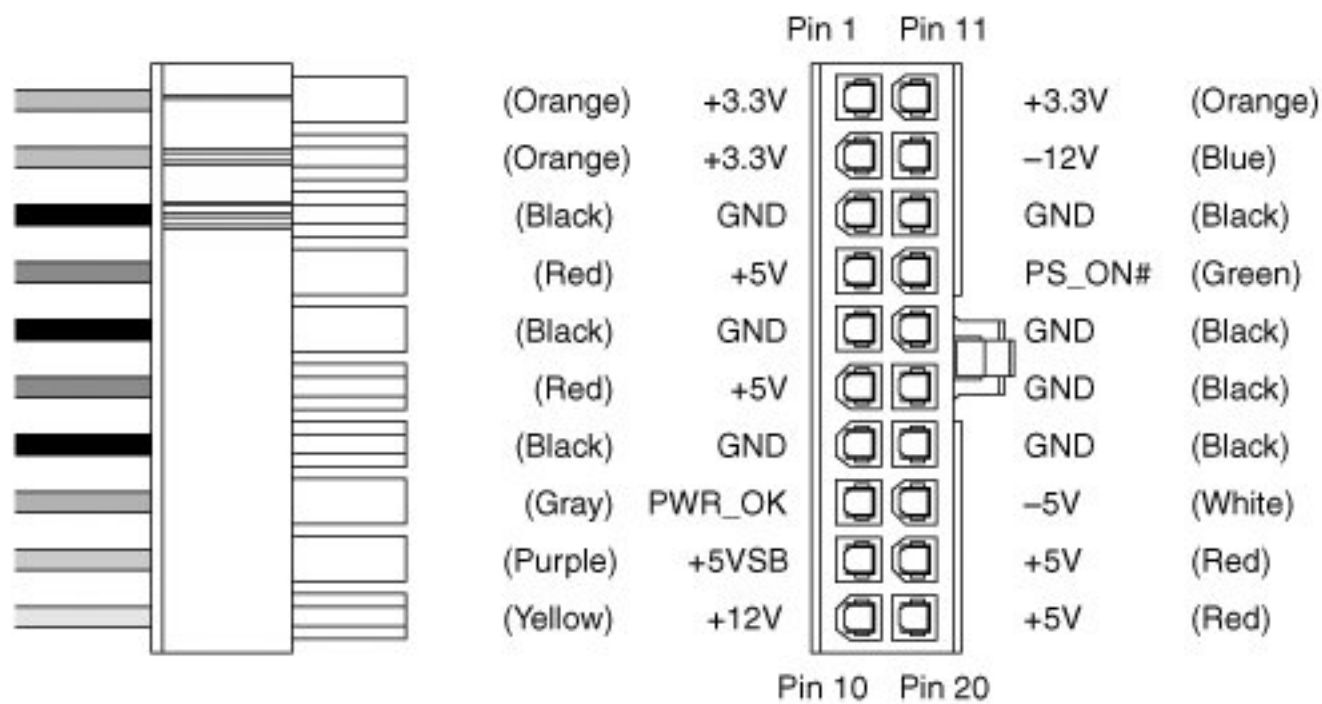 Pin 1 Pin 11
(Orange) +3.3V +3.3V (Orange)
(Orange) +3.3V –12V (Blue)
(Black) GND GND (Black)
(Red) +5V PS_ON# (Green)
(Black) GND GND (Black)
(Red) +5V GND (Black)
(Black) GND GND (Black)
(Gray) PWR_OK –5V (White)
(Purple) +5VSB +5V (Red)
(Yellow) +12V +5V (Red)
Pin 10 Pin 20